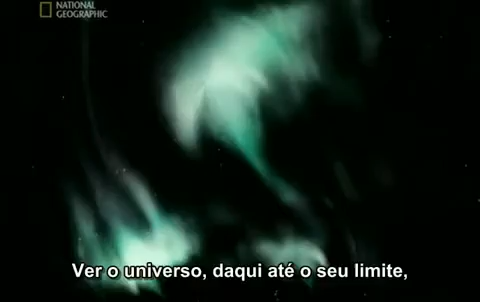 NATIONAL
GEOGRAPHIC
Ver o universo, daqui até o seu limite,